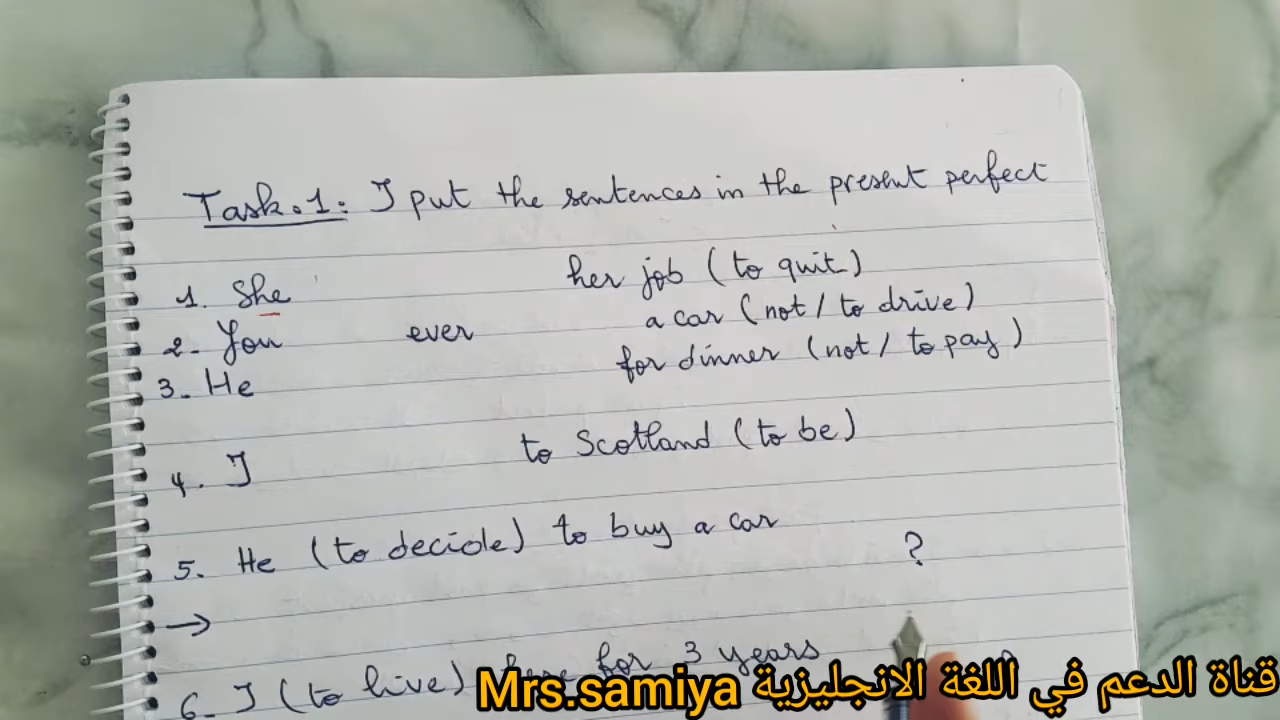 Task.1: I put the sentences in the present perfect
1. She her job (to quit)
2- You ever a car (not / to drive)
3. He for dinner (not / to pay)
4. I to Scotland (to be)
5. He (to decide) to buy a car
?
→
6- I (to live) here for 3 years
Mrs.samiya قناة الدعم في اللغة الانجليزية